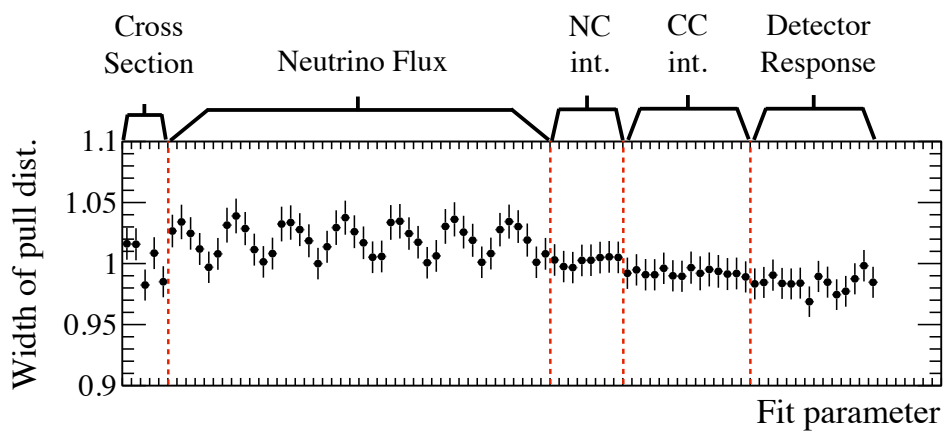 Cross
Section
Neutrino Flux
NC
int.
CC
int.
Detector
Response
Width of pull dist.
1.1
1.05
1
0.95
0.9
Fit parameter